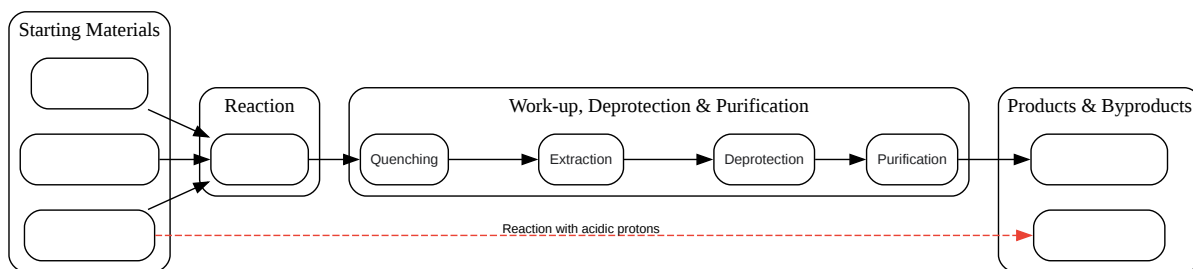 Starting Materials
Reaction
Work-up, Deprotection & Purification
Products & Byproducts
Quenching
Extraction
Deprotection
Purification
Reaction with acidic protons